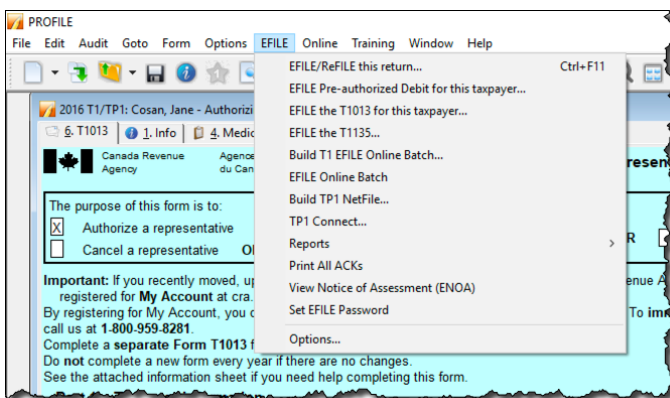 PROFILE
File Edit Audit Goto Form Options EFILE Online Training Window Help
EFILE/ReFILE this return... Ctrl+F11
EFILE Pre-authorized Debit for this taxpayer...
EFILE the T1013 for this taxpayer...
EFILE the T1135...
Build T1 EFILE Online Batch...
EFILE Online Batch
Build TP1 NetFile...
TP1 Connect...
Reports
Print All ACKs
View Notice of Assessment (ENOA)
Set EFILE Password
Options...
2016 T1/TP1: Cosan, Jane - Authorizi
6. T1013 1. Info 4. Medic
Canada Revenue
Agency
Agence
du Can
resen
The purpose of this form is to:
X Authorize a representative
R
Cancel a representative O
Important: If you recently moved, up enue A
registered for My Account at cra.
By registering for My Account, you c To im
call us at 1-800-959-8281.
Complete a separate Form T1013 f
Do not complete a new form every year if there are no changes.
See the attached information sheet if you need help completing this form.